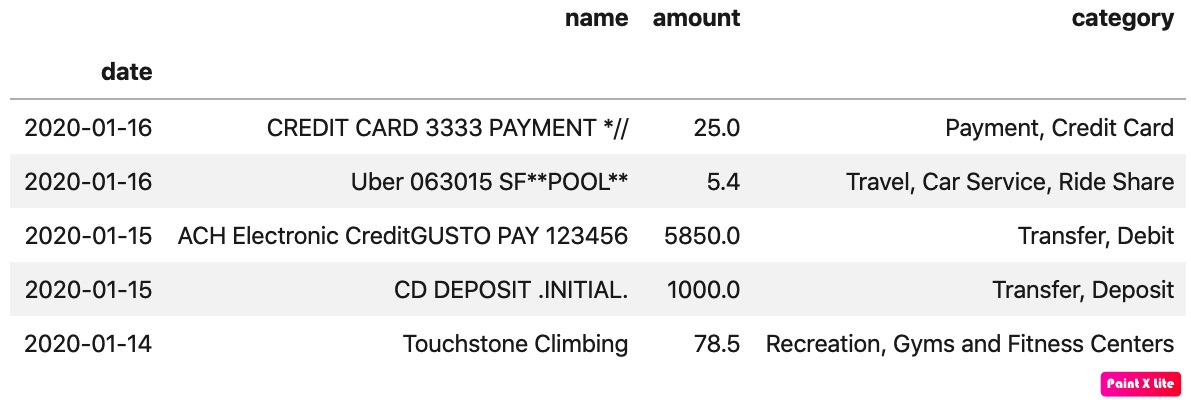 name amount category
date
2020-01-16 CREDIT CARD 3333 PAYMENT *// 25.0 Payment, Credit Card
2020-01-16 Uber 063015 SF**POOL** 5.4 Travel, Car Service, Ride Share
2020-01-15 ACH Electronic CreditGUSTO PAY 123456 5850.0 Transfer, Debit
2020-01-15 CD DEPOSIT .INITIAL. 1000.0 Transfer, Deposit
2020-01-14 Touchstone Climbing 78.5 Recreation, Gyms and Fitness Centers
Paint X Lite